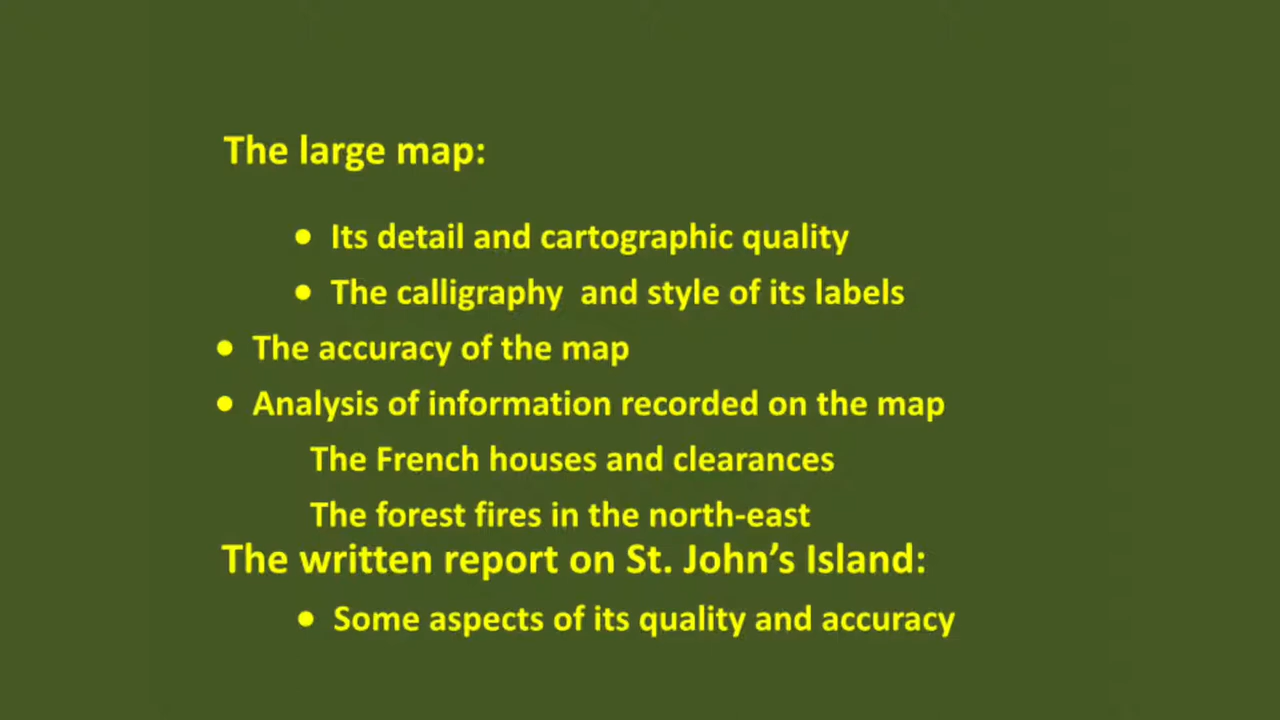 The large map:
• Its detail and cartographic quality
• The calligraphy  and style of its labels
• The accuracy of the map
• Analysis of information recorded on the map
The French houses and clearances
The forest fires in the north-east
The written report on St. John’s Island:
• Some aspects of its quality and accuracy